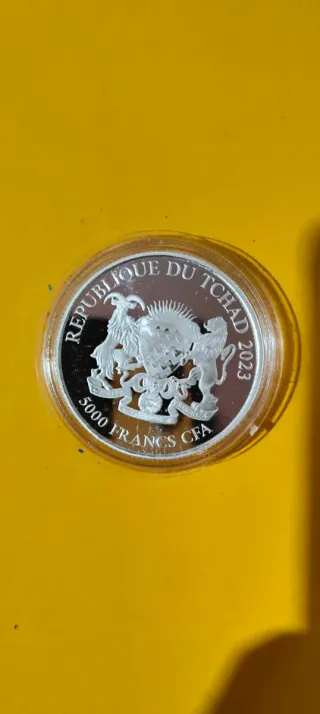 REPUBLIQUE DU TCHAD 2023
5000 FRANCS CFA